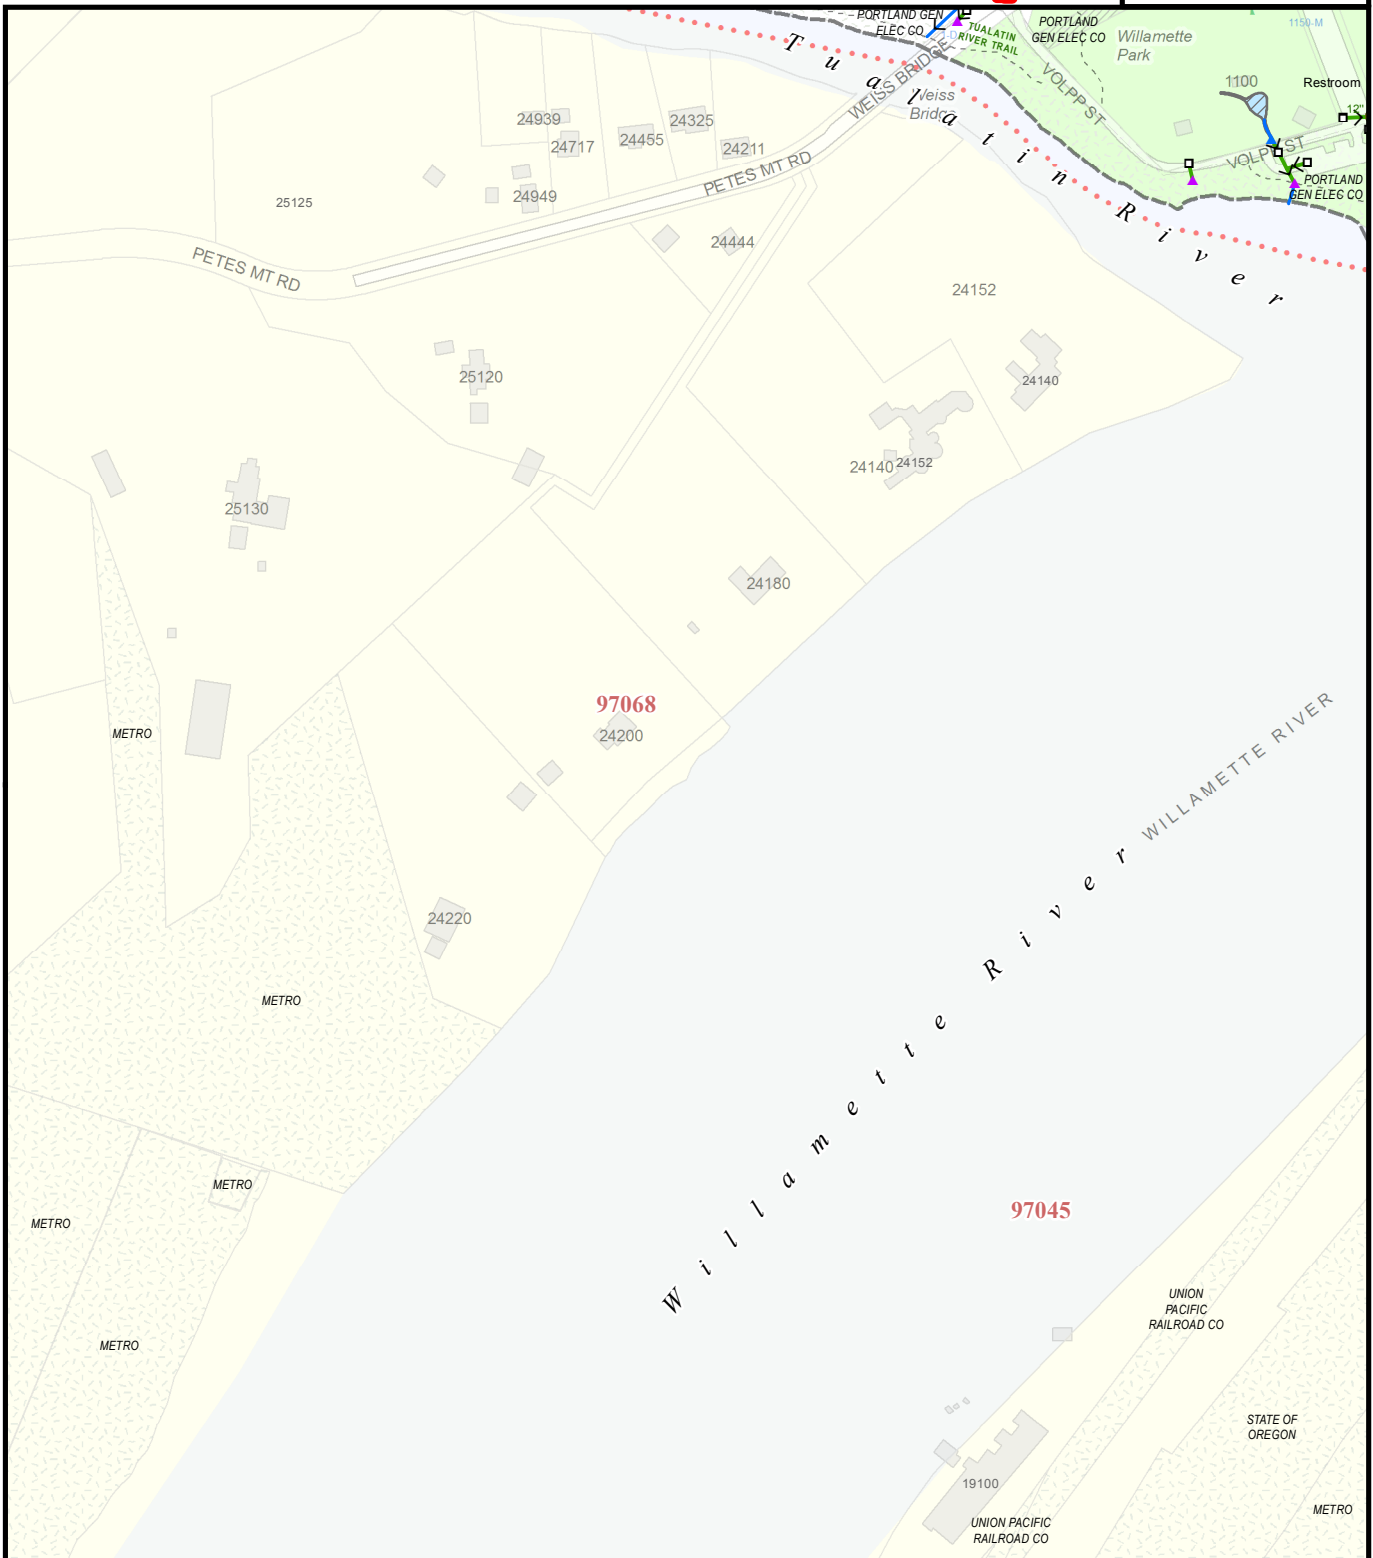 PORTLAND GEN
ELEC CO
TUALATIN
RIVER TRAIL
PORTLAND
GEN ELEC CO
Willamette
Park
1150-M
1100
Restroom
12"
VOLPP ST
VOLPP ST
PORTLAND
GEN ELEC CO
WEISS BRIDGE
Weiss
Bridge
Tualatin River
24939
24717
24455
24325
24211
PETES MT RD
24949
25125
24444
PETES MT RD
24152
25120
24140
24140
24152
25130
24180
97068
24200
METRO
WILLAMETTE RIVER
24220
METRO
Willamette River
METRO
METRO
97045
METRO
UNION
PACIFIC
RAILROAD CO
STATE OF
OREGON
19100
METRO
UNION PACIFIC
RAILROAD CO